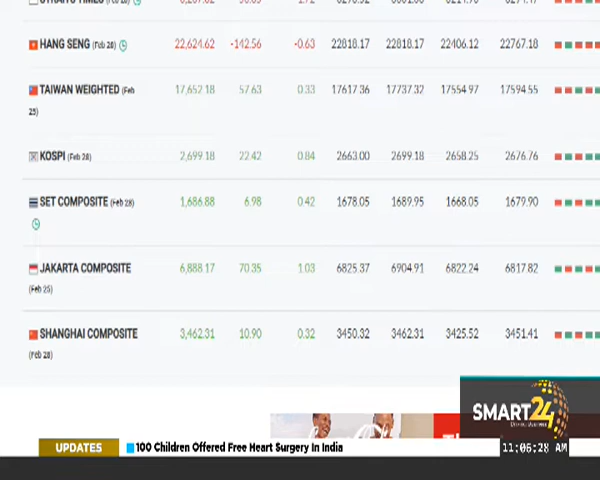 HANG SENG (Feb 28) 22,624.62 -142.56 -0.63 22818.17 22818.17 22406.12 22767.18
TAIWAN WEIGHTED (Feb 17,652.18 57.63 0.33 17617.36 17737.32 17554.97 17594.55
25)
KOSPI (Feb 28) 2,699.18 22.42 0.84 2663.00 2699.18 2658.25 2676.76
SET COMPOSITE (Feb 28) 1,686.88 6.98 0.42 1678.05 1689.95 1668.05 1679.90
JAKARTA COMPOSITE 6,888.17 70.35 1.03 6825.37 6904.91 6822.24 6817.82
(Feb 25)
SHANGHAI COMPOSITE 3,462.31 10.90 0.32 3450.32 3462.31 3425.52 3451.41
(Feb 28)
SMART24
UPDATES 100 Children Offered Free Heart Surgery In India 11:06:28 AM